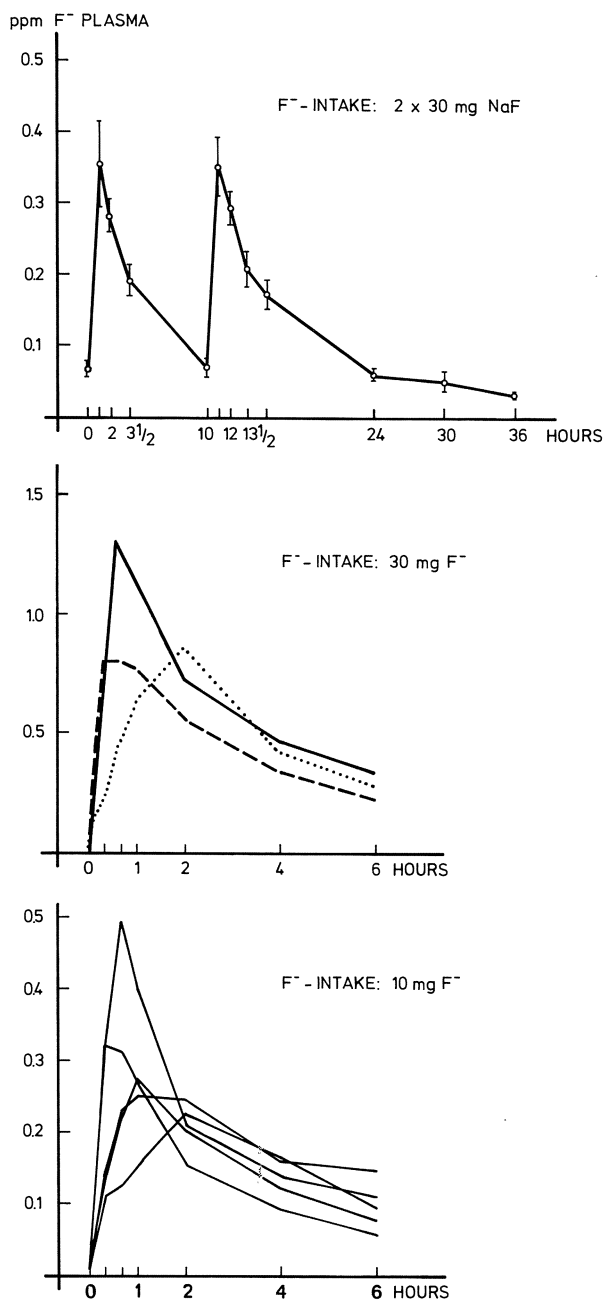 ppm F⁻ PLASMA
0.5
F⁻-INTAKE: 2 x 30 mg NaF
0.4
0.3
0.2
0.1
0 2 3½ 10 12 13½ 24 30 36 HOURS
1.5
F⁻-INTAKE: 30 mg F⁻
1.0
0.5
0 1 2 4 6 HOURS
0.5
F⁻-INTAKE: 10 mg F⁻
0.4
0.3
0.2
0.1
0 1 2 4 6 HOURS